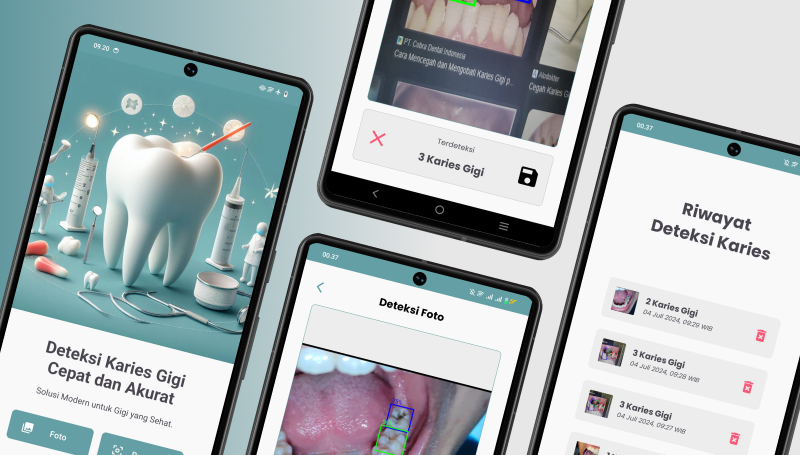 09.20
Deteksi Karies Gigi
Cepat dan Akurat
Solusi Modern untuk Gigi yang Sehat.
Foto
PT. Cobra Dental Indonesia
Cara Mencegah dan Mengobati Karies Gigi p...
Alodokter
Cegah Karies
Terdeteksi
3 Karies Gigi
00.37
Deteksi Foto
00.37
Riwayat
Deteksi Karies
2 Karies Gigi
04 Juli 2024, 09:29 WIB
3 Karies Gigi
04 Juli 2024, 09:28 WIB
3 Karies Gigi
04 Juli 2024, 09:27 WIB